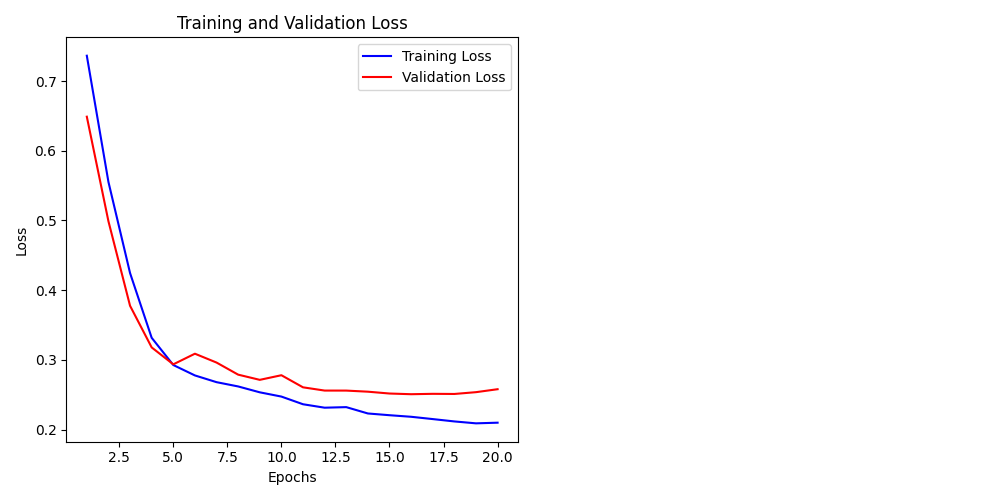 Training and Validation Loss
Training Loss
Validation Loss
0.7
0.6
0.5
0.4
0.3
0.2
Loss
2.5 5.0 7.5 10.0 12.5 15.0 17.5 20.0
Epochs